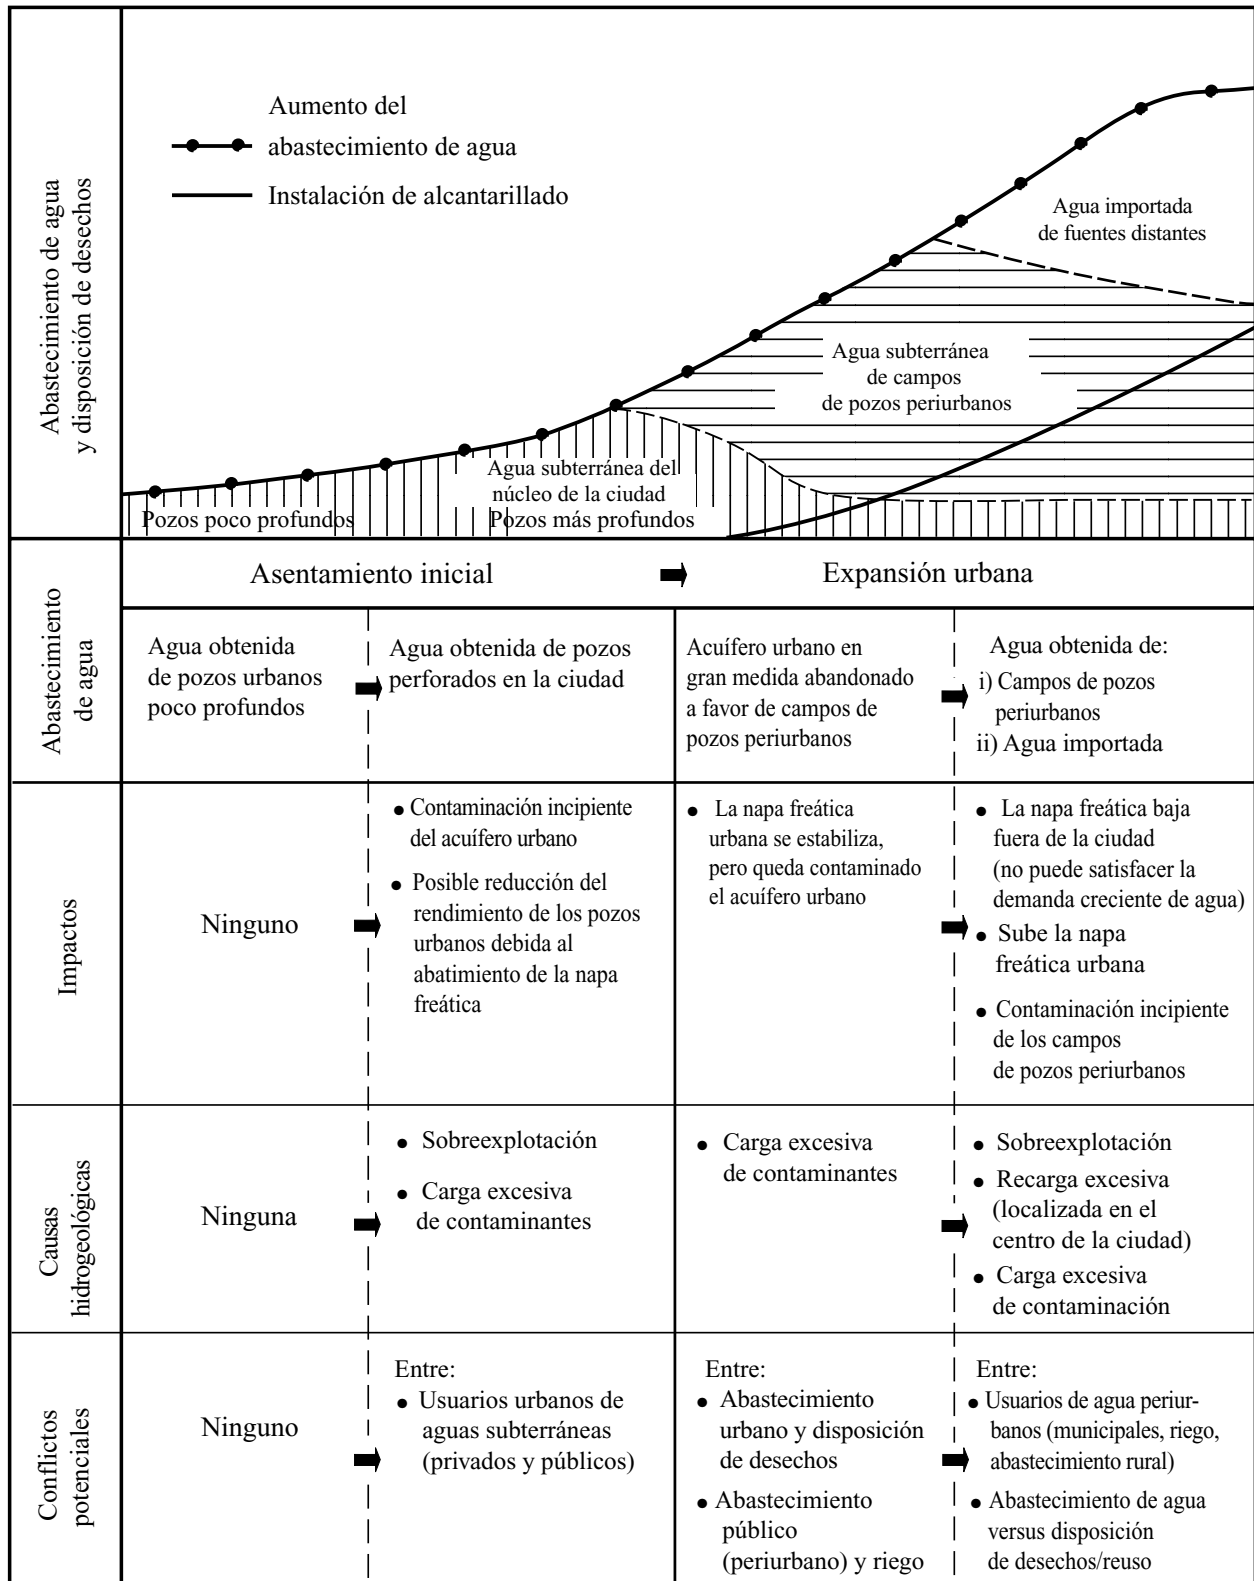 Abastecimiento de agua
y disposición de desechos
Aumento del
abastecimiento de agua
Instalación de alcantarillado
Agua importada
de fuentes distantes
Agua subterránéa
de campos
de pozos periurbanos
Agua subterránea del
núcleo de la ciudad
Pozos poco profundos
Pozos más profundos
Asentamiento inicial
Expansión urbana
Abastecimiento
de agua
Agua obtenida
de pozos urbanos
poco profundos
Agua obtenida de pozos
perforados en la ciudad
Acuífero urbano en
gran medida abandonado
a favor de campos de
pozos periurbanos
Agua obtenida de:
i) Campos de pozos
periurbanos
ii) Agua importada
Impactos
Ninguno
• Contaminación incipiente
del acuífero urbano
• Posible reducción del
rendimiento de los pozos
urbanos debida al
abatimiento de la napa
freática
• La napa freática
urbana se estabiliza,
pero queda contaminado
el acuífero urbano
• La napa freática baja
fuera de la ciudad
(no puede satisfacer la
demanda creciente de agua)
• Sube la napa
freática urbana
• Contaminación incipiente
de los campos
de pozos periurbanos
Causas
hidrogeológicas
Ninguna
• Sobreexplotación
• Carga excesiva
de contaminantes
• Carga excesiva
de contaminantes
• Sobreexplotación
• Recarga excesiva
(localizada en el
centro de la ciudad)
• Carga excesiva
de contaminación
Conflictos
potenciales
Ninguno
Entre:
• Usuarios urbanos de
aguas subterráneas
(privados y públicos)
Entre:
• Abastecimiento
urbano y disposición
de desechos
• Abastecimiento
público
(periurbano) y riego
Entre:
• Usuarios de agua periur-
banos (municipales, riego,
abastecimiento rural)
• Abastecimiento de agua
versus disposición
de desechos/reuso